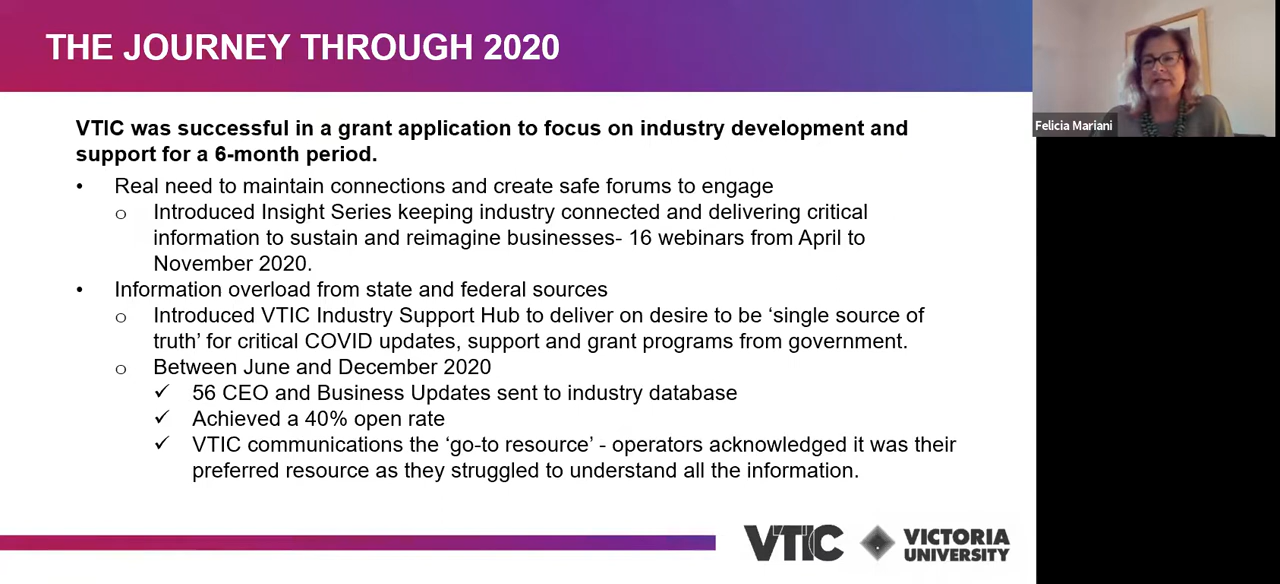 THE JOURNEY THROUGH 2020
Felicia Mariani
VTIC was successful in a grant application to focus on industry development and
support for a 6-month period.
• Real need to maintain connections and create safe forums to engage
o Introduced Insight Series keeping industry connected and delivering critical
information to sustain and reimagine businesses- 16 webinars from April to
November 2020.
• Information overload from state and federal sources
o Introduced VTIC Industry Support Hub to deliver on desire to be ‘single source of
truth’ for critical COVID updates, support and grant programs from government.
o Between June and December 2020
✓ 56 CEO and Business Updates sent to industry database
✓ Achieved a 40% open rate
✓ VTIC communications the ‘go-to resource’ - operators acknowledged it was their
preferred resource as they struggled to understand all the information.
VTIC
VICTORIA
UNIVERSITY